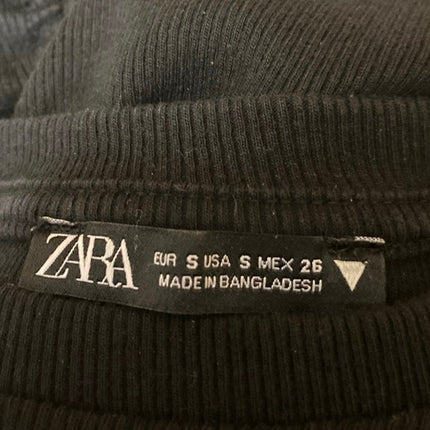 ZARA
EUR S USA S MEX 26
MADE IN BANGLADESH